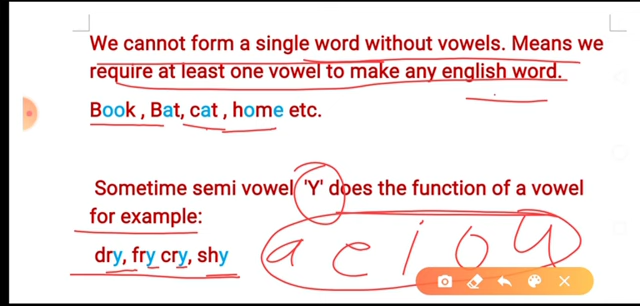 We cannot form a single word without vowels. Means we
require at least one vowel to make any english word.
Book , Bat, cat , home etc.
Sometime semi vowel 'Y' does the function of a vowel
for example:
dry, fry cry, shy
a e i o u